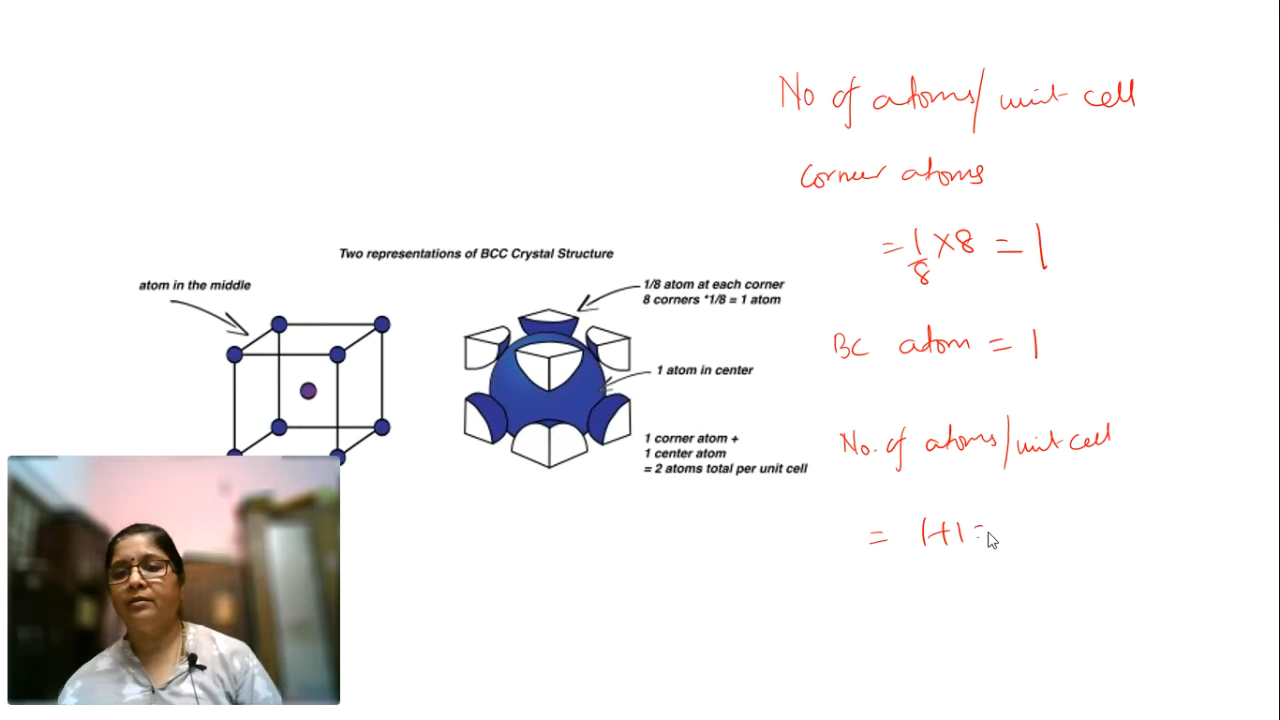 No of atoms/unit cell
corner atoms
= 1/8 × 8 = 1
Two representations of BCC Crystal Structure
atom in the middle
1/8 atom at each corner
8 corners *1/8 = 1 atom
BC atom = 1
1 atom in center
1 corner atom +
1 center atom
= 2 atoms total per unit cell
No. of atoms/unit cell
= 1+1 =